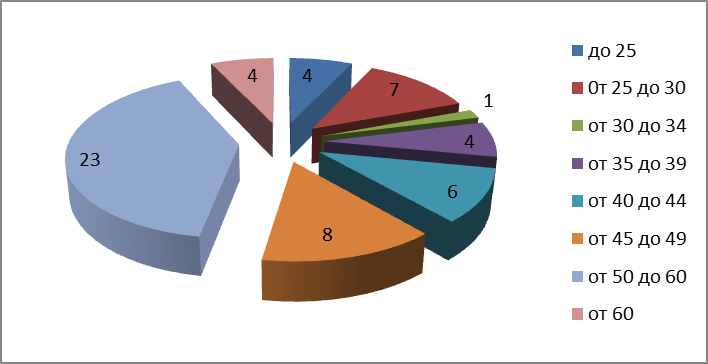 4
4
7
1
4
6
8
23
до 25
0т 25 до 30
от 30 до 34
от 35 до 39
от 40 до 44
от 45 до 49
от 50 до 60
от 60